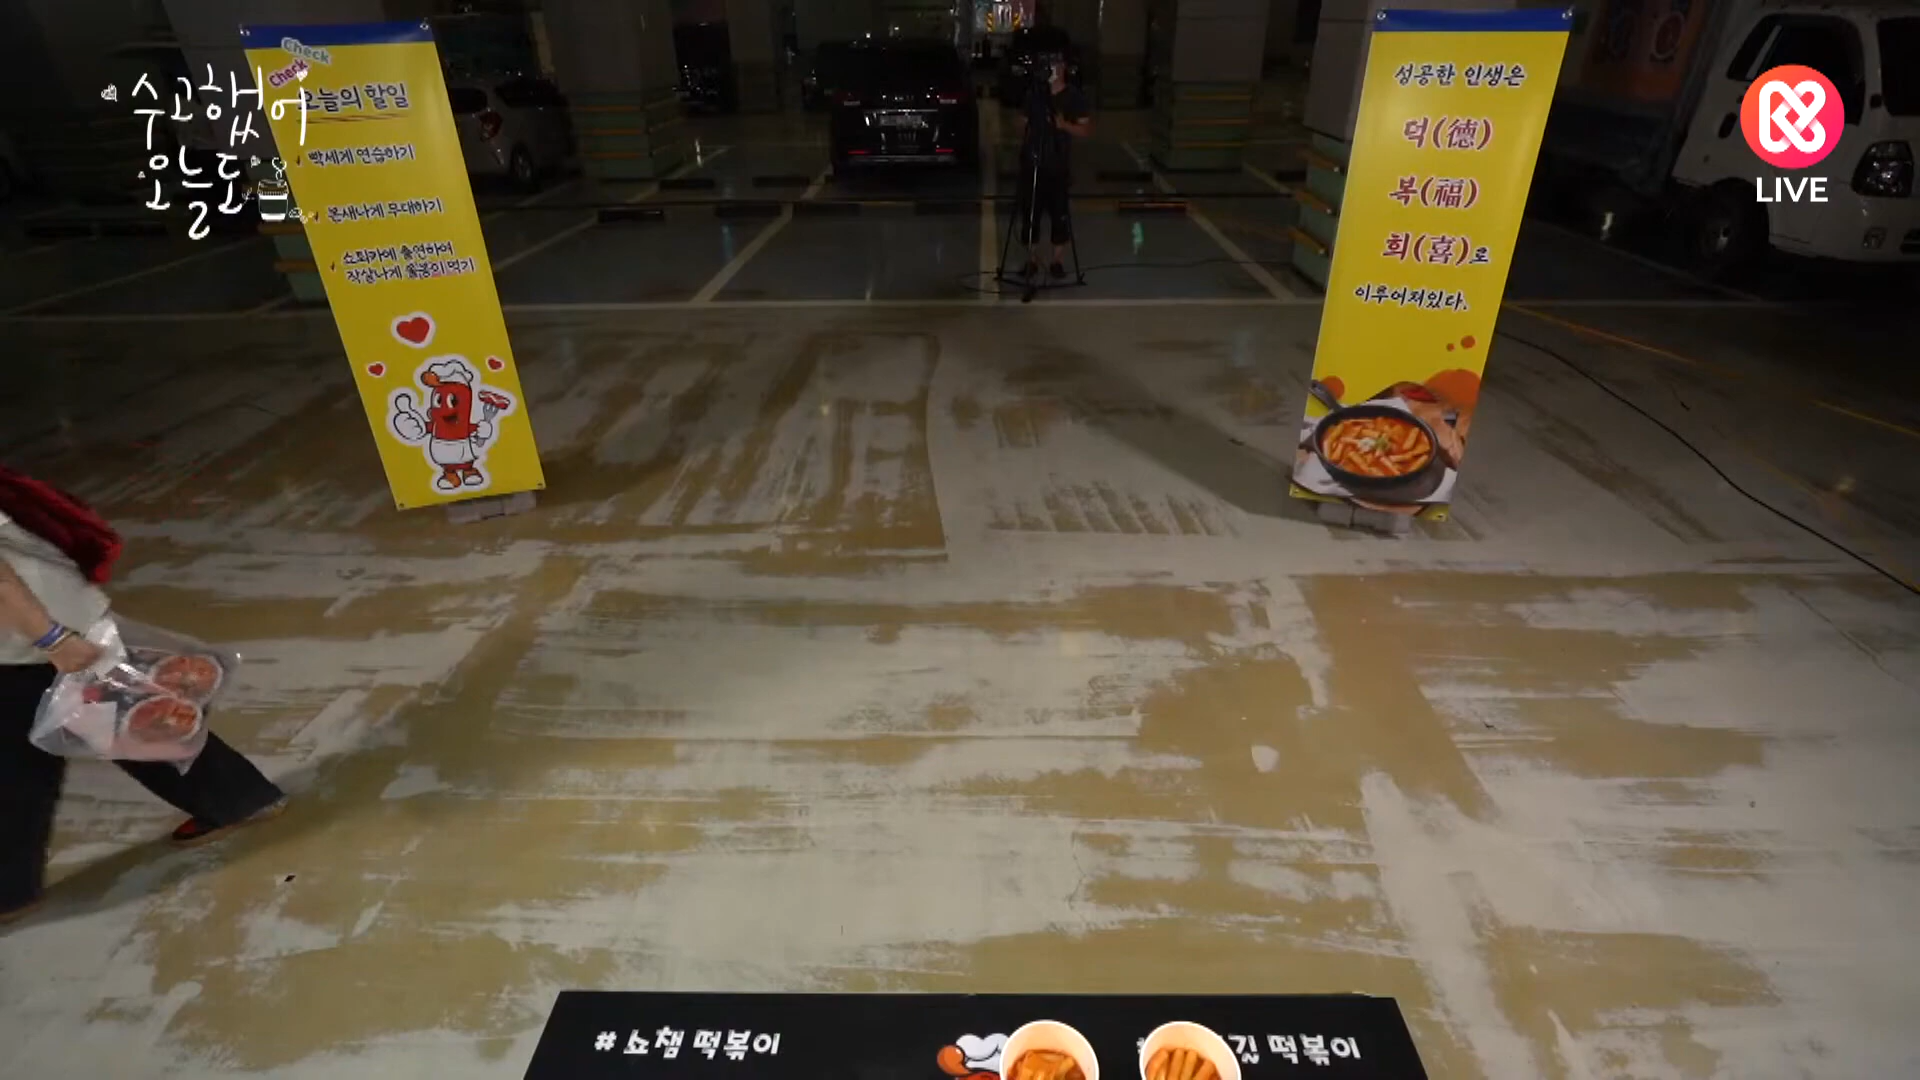 수고했어
오늘도
Check
Check
오늘의 할일
빡세게 연습하기
본새나게 무대하기
쇼퇴카에 출연하여
작살나게 떡볶이 먹기
성공한 인생은
덕(德)
복(福)
희(喜)로
이루어져있다.
LIVE
# 쇼챔 떡볶이
떡볶이